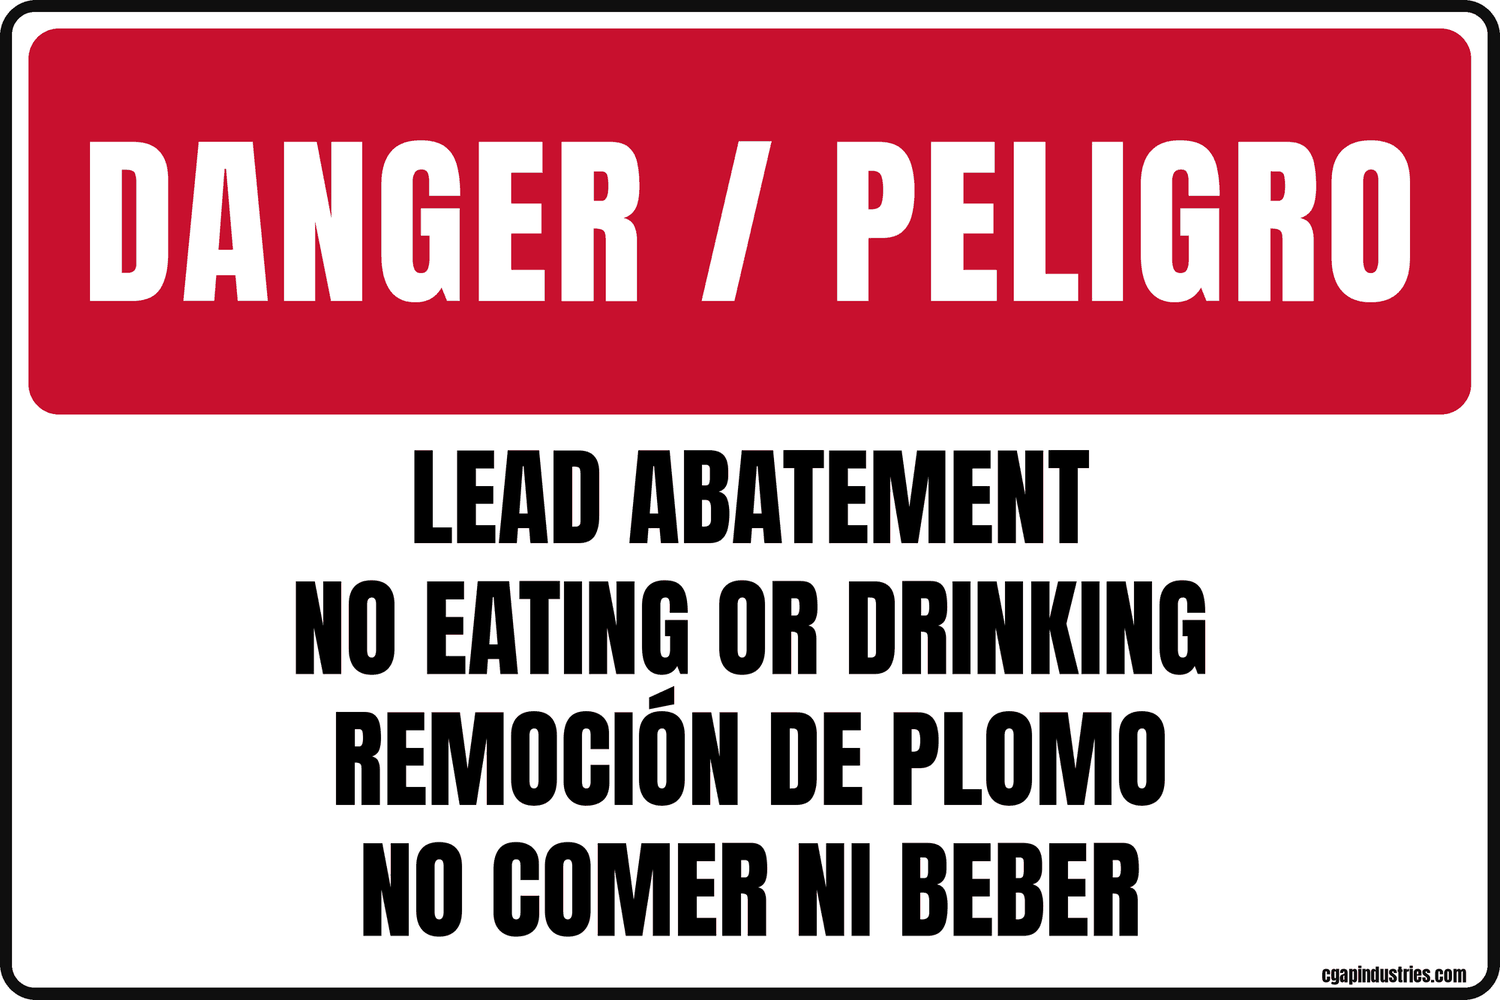 DANGER / PELIGRO
LEAD ABATEMENT
NO EATING OR DRINKING
REMOCIÓN DE PLOMO
NO COMER NI BEBER
cgapindustries.com